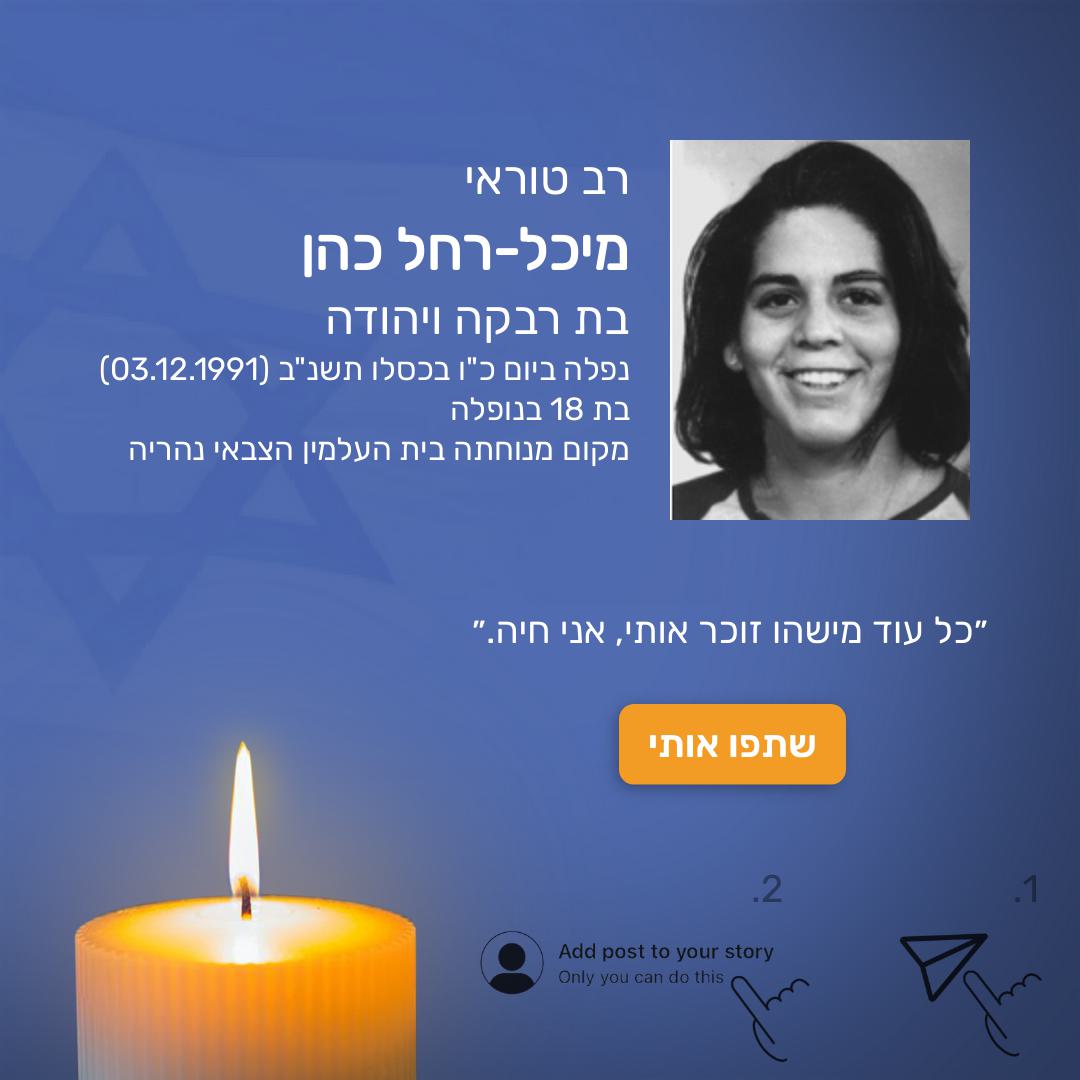 רב טוראי
מיכל-רחל כהן
בת רבקה ויהודה
נפלה ביום כ"ו בכסלו תשנ"ב (03.12.1991)
בת 18 בנופלה
מקום מנוחתה בית העלמין הצבאי נהריה
״כל עוד מישהו זוכר אותי, אני חיה.״
שתפו אותי
.1
.2
Add post to your story
Only you can do this